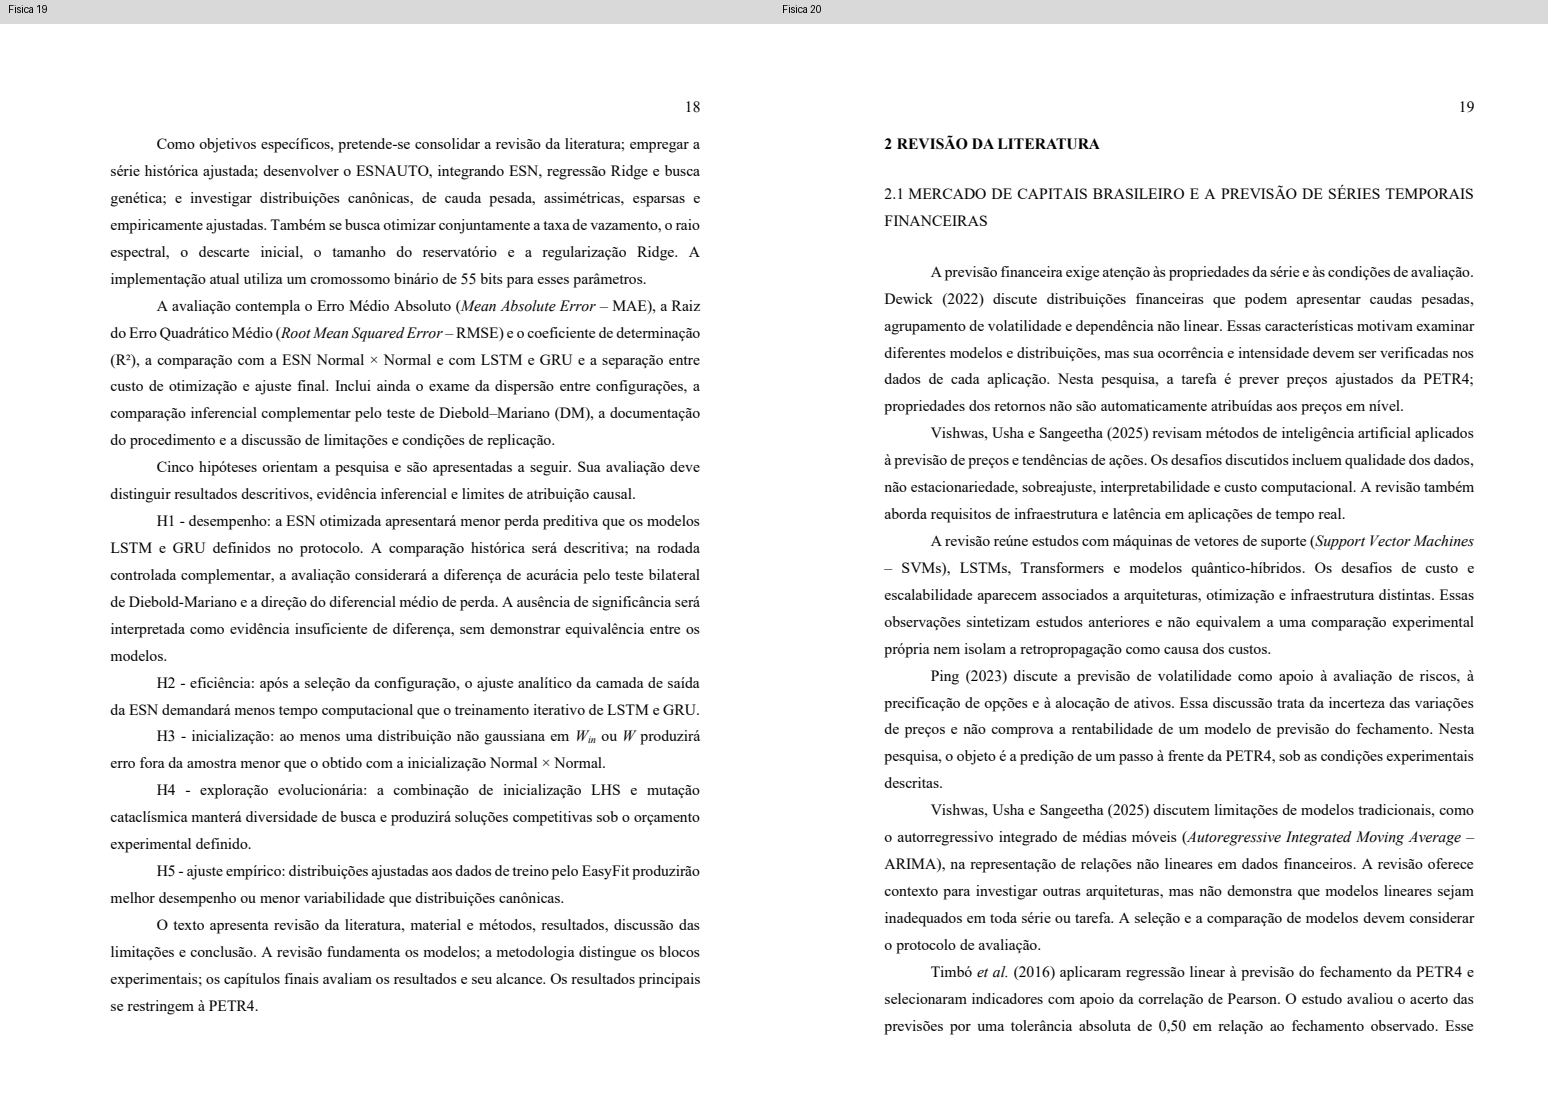 Fisica 19
18
Como objetivos específicos, pretende-se consolidar a revisão da literatura; empregar a
série histórica ajustada; desenvolver o ESNAUTO, integrando ESN, regressão Ridge e busca
genética; e investigar distribuições canônicas, de cauda pesada, assimétricas, esparsas e
empiricamente ajustadas. Também se busca otimizar conjuntamente a taxa de vazamento, o raio
espectral, o descarte inicial, o tamanho do reservatório e a regularização Ridge. A
implementação atual utiliza um cromossomo binário de 55 bits para esses parâmetros.
A avaliação contempla o Erro Médio Absoluto (Mean Absolute Error – MAE), a Raiz
do Erro Quadrático Médio (Root Mean Squared Error – RMSE) e o coeficiente de determinação
(R²), a comparação com a ESN Normal × Normal e com LSTM e GRU e a separação entre
custo de otimização e ajuste final. Inclui ainda o exame da dispersão entre configurações, a
comparação inferencial complementar pelo teste de Diebold–Mariano (DM), a documentação
do procedimento e a discussão de limitações e condições de replicação.
Cinco hipóteses orientam a pesquisa e são apresentadas a seguir. Sua avaliação deve
distinguir resultados descritivos, evidência inferencial e limites de atribuição causal.
H1 - desempenho: a ESN otimizada apresentará menor perda preditiva que os modelos
LSTM e GRU definidos no protocolo. A comparação histórica será descritiva; na rodada
controlada complementar, a avaliação considerará a diferença de acurácia pelo teste bilateral
de Diebold-Mariano e a direção do diferencial médio de perda. A ausência de significância será
interpretada como evidência insuficiente de diferença, sem demonstrar equivalência entre os
modelos.
H2 - eficiência: após a seleção da configuração, o ajuste analítico da camada de saída
da ESN demandará menos tempo computacional que o treinamento iterativo de LSTM e GRU.
H3 - inicialização: ao menos uma distribuição não gaussiana em Win ou W produzirá
erro fora da amostra menor que o obtido com a inicialização Normal × Normal.
H4 - exploração evolucionária: a combinação de inicialização LHS e mutação
cataclísmica manterá diversidade de busca e produzirá soluções competitivas sob o orçamento
experimental definido.
H5 - ajuste empírico: distribuições ajustadas aos dados de treino pelo EasyFit produzirão
melhor desempenho ou menor variabilidade que distribuições canônicas.
O texto apresenta revisão da literatura, material e métodos, resultados, discussão das
limitações e conclusão. A revisão fundamenta os modelos; a metodologia distingue os blocos
experimentais; os capítulos finais avaliam os resultados e seu alcance. Os resultados principais
se restringem à PETR4.
Fisica 20
19
2 REVISÃO DA LITERATURA
2.1 MERCADO DE CAPITAIS BRASILEIRO E A PREVISÃO DE SÉRIES TEMPORAIS
FINANCEIRAS
A previsão financeira exige atenção às propriedades da série e às condições de avaliação.
Dewick (2022) discute distribuições financeiras que podem apresentar caudas pesadas,
agrupamento de volatilidade e dependência não linear. Essas características motivam examinar
diferentes modelos e distribuições, mas sua ocorrência e intensidade devem ser verificadas nos
dados de cada aplicação. Nesta pesquisa, a tarefa é prever preços ajustados da PETR4;
propriedades dos retornos não são automaticamente atribuídas aos preços em nível.
Vishwas, Usha e Sangeetha (2025) revisam métodos de inteligência artificial aplicados
à previsão de preços e tendências de ações. Os desafios discutidos incluem qualidade dos dados,
não estacionariedade, sobreajuste, interpretabilidade e custo computacional. A revisão também
aborda requisitos de infraestrutura e latência em aplicações de tempo real.
A revisão reúne estudos com máquinas de vetores de suporte (Support Vector Machines
– SVMs), LSTMs, Transformers e modelos quântico-híbridos. Os desafios de custo e
escalabilidade aparecem associados a arquiteturas, otimização e infraestrutura distintas. Essas
observações sintetizam estudos anteriores e não equivalem a uma comparação experimental
própria nem isolam a retropropagação como causa dos custos.
Ping (2023) discute a previsão de volatilidade como apoio à avaliação de riscos, à
precificação de opções e à alocação de ativos. Essa discussão trata da incerteza das variações
de preços e não comprova a rentabilidade de um modelo de previsão do fechamento. Nesta
pesquisa, o objeto é a predição de um passo à frente da PETR4, sob as condições experimentais
descritas.
Vishwas, Usha e Sangeetha (2025) discutem limitações de modelos tradicionais, como
o autorregressivo integrado de médias móveis (Autoregressive Integrated Moving Average –
ARIMA), na representação de relações não lineares em dados financeiros. A revisão oferece
contexto para investigar outras arquiteturas, mas não demonstra que modelos lineares sejam
inadequados em toda série ou tarefa. A seleção e a comparação de modelos devem considerar
o protocolo de avaliação.
Timbó et al. (2016) aplicaram regressão linear à previsão do fechamento da PETR4 e
selecionaram indicadores com apoio da correlação de Pearson. O estudo avaliou o acerto das
previsões por uma tolerância absoluta de 0,50 em relação ao fechamento observado. Esse